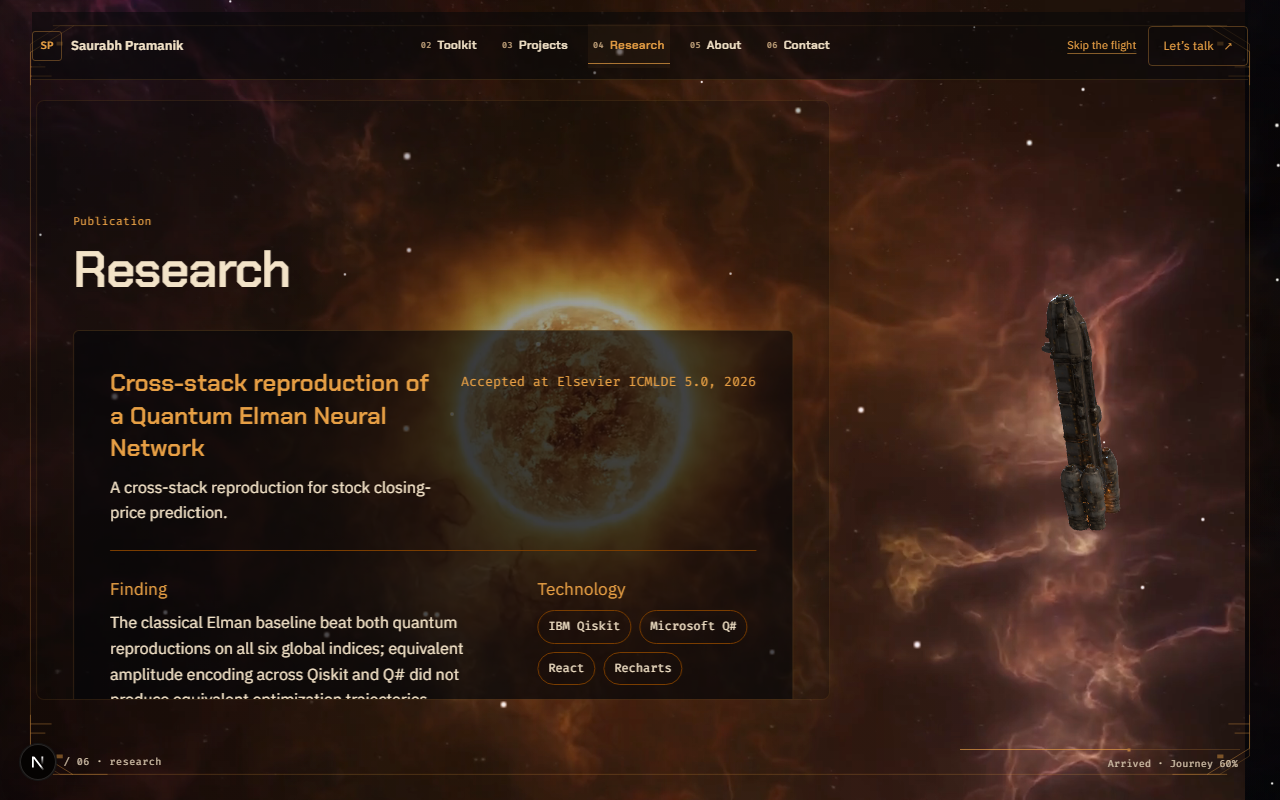 SP Saurabh Pramanik
02 Toolkit 03 Projects 04 Research 05 About 06 Contact
Skip the flight Let's talk ↗
Publication
Research
Cross-stack reproduction of
a Quantum Elman Neural
Network
Accepted at Elsevier ICMLDE 5.0, 2026
A cross-stack reproduction for stock closing-
price prediction.
Finding
The classical Elman baseline beat both quantum
reproductions on all six global indices; equivalent
amplitude encoding across Qiskit and Q# did not
produce equivalent optimization trajectories
Technology
IBM Qiskit Microsoft Q#
React Recharts
N / 06 · research
Arrived · Journey 60%